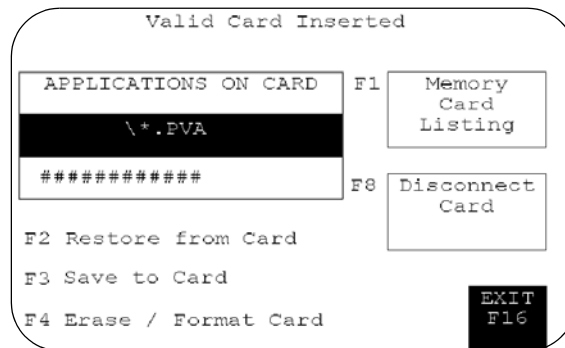 Valid Card Inserted
APPLICATIONS ON CARD
\*.PVA
############
F1
Memory
Card
Listing
F8
Disconnect
Card
F2 Restore from Card
F3 Save to Card
F4 Erase / Format Card
EXIT
F16